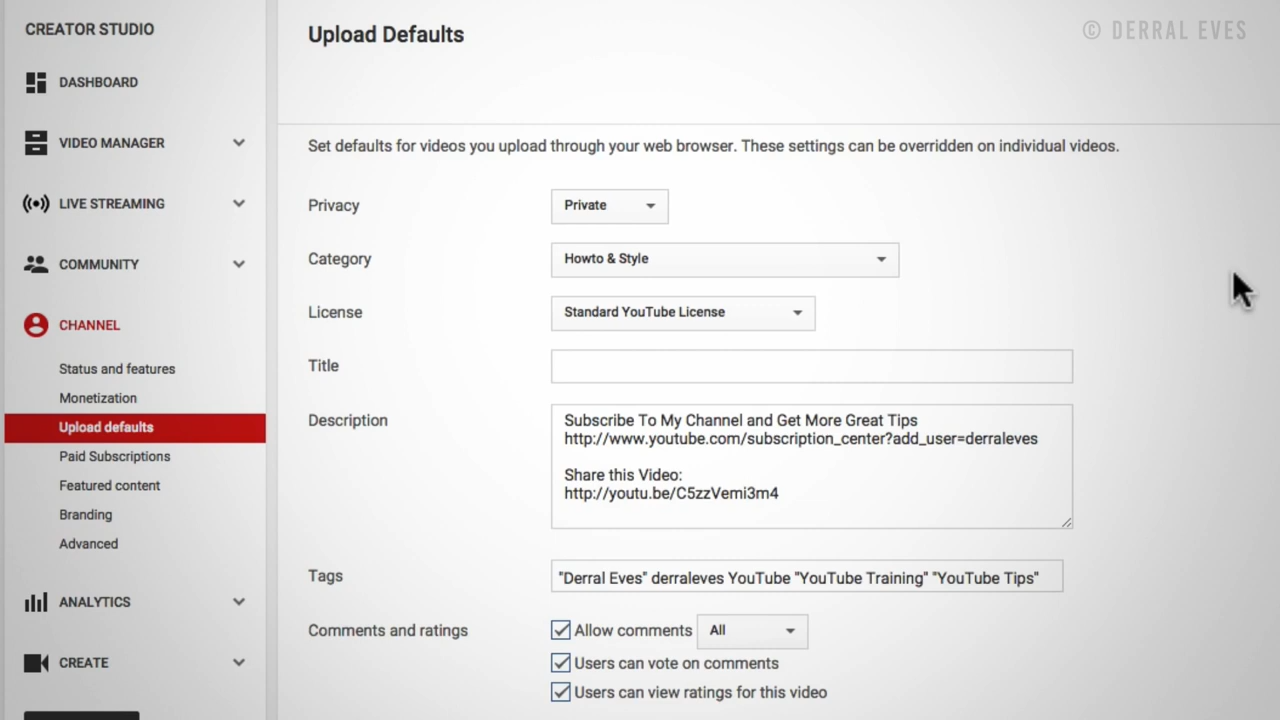 CREATOR STUDIO
DASHBOARD
VIDEO MANAGER
LIVE STREAMING
COMMUNITY
CHANNEL
Status and features
Monetization
Upload defaults
Paid Subscriptions
Featured content
Branding
Advanced
ANALYTICS
CREATE
Upload Defaults
© DERRAL EVES
Set defaults for videos you upload through your web browser. These settings can be overridden on individual videos.
Privacy
Private
Category
Howto & Style
License
Standard YouTube License
Title
Description
Subscribe To My Channel and Get More Great Tips
http://www.youtube.com/subscription_center?add_user=derraleves
Share this Video:
http://youtu.be/C5zzVemi3m4
Tags
"Derral Eves" derraleves YouTube "YouTube Training" "YouTube Tips"
Comments and ratings
Allow comments
All
Users can vote on comments
Users can view ratings for this video